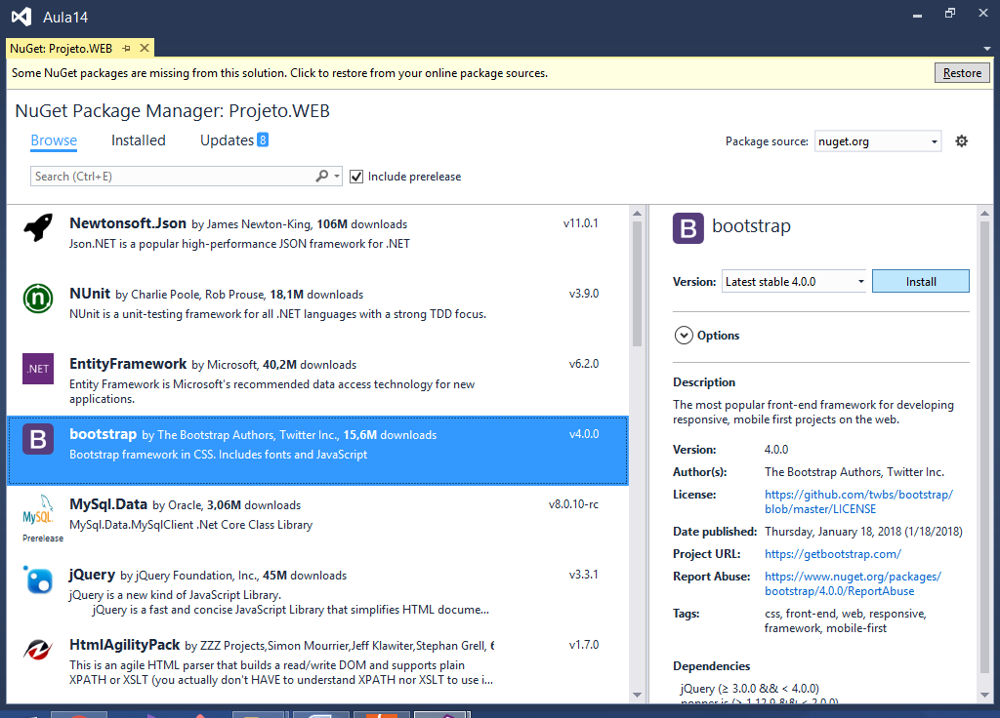 Aula14
NuGet: Projeto.WEB
Some NuGet packages are missing from this solution. Click to restore from your online package sources.
Restore
NuGet Package Manager: Projeto.WEB
Browse Installed Updates 8
Package source: nuget.org
Search (Ctrl+E)
Include prerelease
Newtonsoft.Json by James Newton-King, 106M downloads v11.0.1
Json.NET is a popular high-performance JSON framework for .NET
n
NUnit by Charlie Poole, Rob Prouse, 18,1M downloads v3.9.0
NUnit is a unit-testing framework for all .NET languages with a strong TDD focus.
.NET
EntityFramework by Microsoft, 40,2M downloads v6.2.0
Entity Framework is Microsoft's recommended data access technology for new
applications.
B
bootstrap by The Bootstrap Authors, Twitter Inc., 15,6M downloads v4.0.0
Bootstrap framework in CSS. Includes fonts and JavaScript
MySQL
Prerelease
MySql.Data by Oracle, 3,06M downloads v8.0.10-rc
MySql.Data.MySqlClient .Net Core Class Library
jQuery by jQuery Foundation, Inc., 45M downloads v3.3.1
jQuery is a new kind of JavaScript Library.
jQuery is a fast and concise JavaScript Library that simplifies HTML docume...
HtmlAgilityPack by ZZZ Projects,Simon Mourrier,Jeff Klawiter,Stephan Grell, v1.7.0
This is an agile HTML parser that builds a read/write DOM and supports plain
XPATH or XSLT (you actually don't HAVE to understand XPATH nor XSLT to use i...
B
bootstrap
Version: Latest stable 4.0.0 Install
Options
Description
The most popular front-end framework for developing
responsive, mobile first projects on the web.
Version: 4.0.0
Author(s): The Bootstrap Authors, Twitter Inc.
License: https://github.com/twbs/bootstrap/
blob/master/LICENSE
Date published: Thursday, January 18, 2018 (1/18/2018)
Project URL: https://getbootstrap.com/
Report Abuse: https://www.nuget.org/packages/
bootstrap/4.0.0/ReportAbuse
Tags: css, front-end, web, responsive,
framework, mobile-first
Dependencies
jQuery (≥ 3.0.0 && < 4.0.0)
popper.js (≥ 1.12.9 && < 2.0.0)